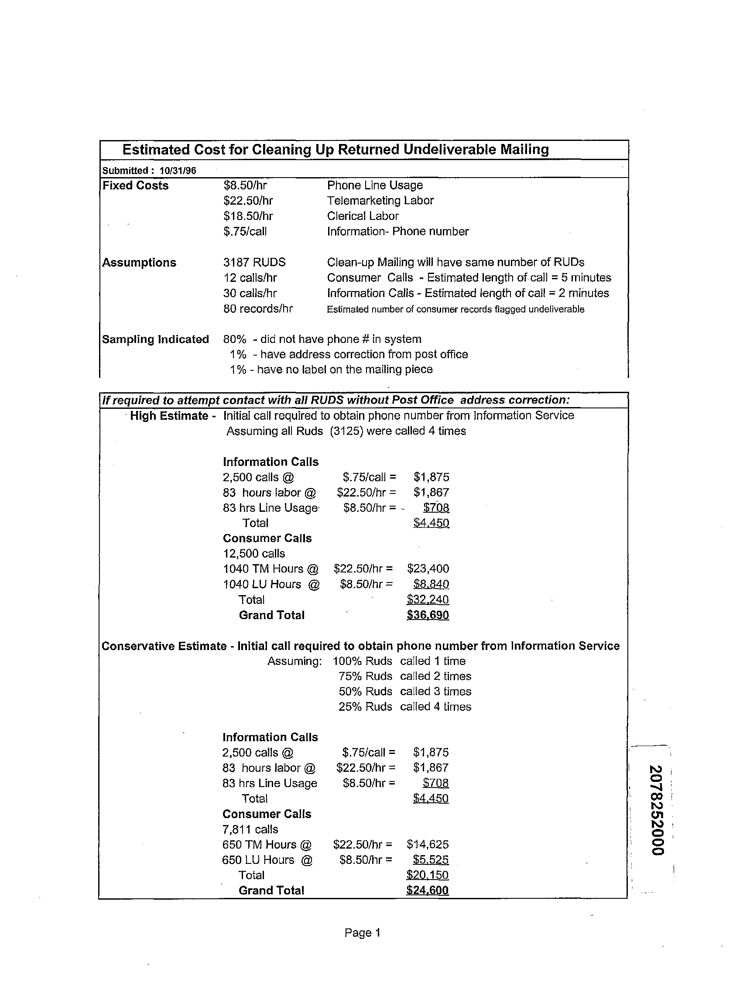 Estimated Cost for Cleaning Up Returned Undeliverable Mailing
Submitted : 10/31/96
Fixed Costs $8.50/hr Phone Line Usage
$22.50/hr Telemarketing Labor
$18.50/hr Clerical Labor
$.75/call Information- Phone number
Assumptions 3187 RUDS Clean-up Mailing will have same number of RUDs
12 calls/hr Consumer Calls - Estimated length of call = 5 minutes
30 calls/hr Information Calls - Estimated length of call = 2 minutes
80 records/hr Estimated number of consumer records flagged undeliverable
Sampling Indicated 80% - did not have phone # in system
1% - have address correction from post office
1% - have no label on the mailing piece
If required to attempt contact with all RUDS without Post Office address correction:
High Estimate - Initial call required to obtain phone number from Information Service
Assuming all Ruds (3125) were called 4 times
Information Calls
2,500 calls @ $.75/call = $1,875
83 hours labor @ $22.50/hr = $1,867
83 hrs Line Usage $8.50/hr = $708
Total $4,450
Consumer Calls
12,500 calls
1040 TM Hours @ $22.50/hr = $23,400
1040 LU Hours @ $8.50/hr = $8,840
Total $32,240
Grand Total $36,690
Conservative Estimate - Initial call required to obtain phone number from Information Service
Assuming: 100% Ruds called 1 time
75% Ruds called 2 times
50% Ruds called 3 times
25% Ruds called 4 times
Information Calls
2,500 calls @ $.75/call = $1,875
83 hours labor @ $22.50/hr = $1,867
83 hrs Line Usage $8.50/hr = $708
Total $4,450
Consumer Calls
7,811 calls
650 TM Hours @ $22.50/hr = $14,625
650 LU Hours @ $8.50/hr = $5,525
Total $20,150
Grand Total $24,600
2078252000
Page 1